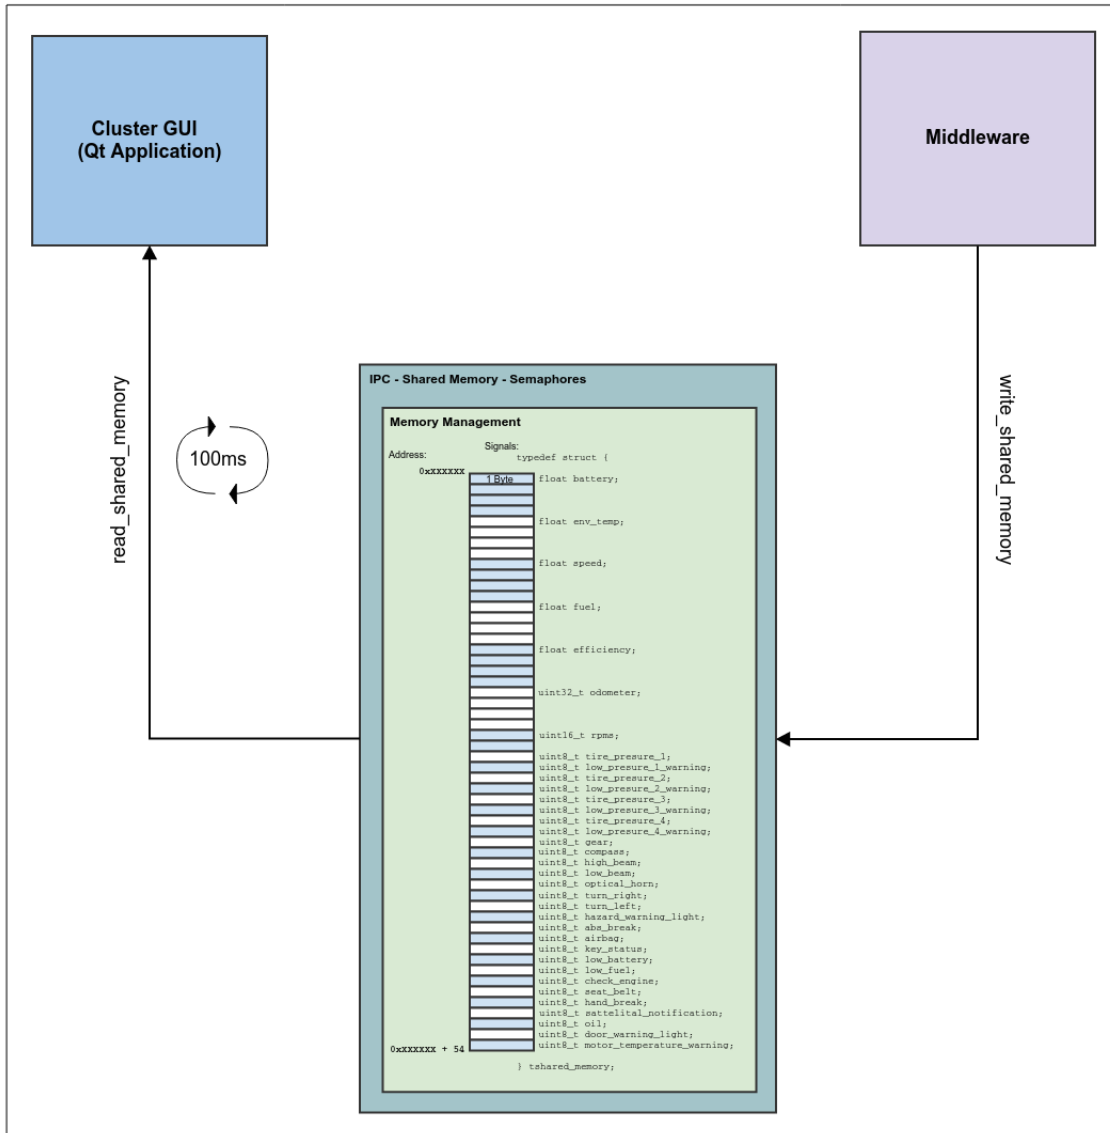 Cluster GUI
(Qt Application)
Middleware
read_shared_memory
100ms
write_shared_memory
IPC - Shared Memory - Semaphores
Memory Management
Signals:
Address:
typedef struct {
0xXXXXXX
1 Byte
float battery;
float env_temp;
float speed;
float fuel;
float efficiency;
uint32_t odometer;
uint16_t rpms;
uint8_t tire_presure_1;
uint8_t low_presure_1_warning;
uint8_t tire_presure_2;
uint8_t low_presure_2_warning;
uint8_t tire_presure_3;
uint8_t low_presure_3_warning;
uint8_t tire_presure_4;
uint8_t low_presure_4_warning;
uint8_t gear;
uint8_t compass;
uint8_t high_beam;
uint8_t low_beam;
uint8_t optical_horn;
uint8_t turn_right;
uint8_t turn_left;
uint8_t hazard_warning_light;
uint8_t abs_break;
uint8_t airbag;
uint8_t key_status;
uint8_t low_battery;
uint8_t low_fuel;
uint8_t check_engine;
uint8_t seat_belt;
uint8_t hand_break;
uint8_t sattelital_notification;
uint8_t oil;
uint8_t door_warning_light;
0xXXXXXX + 54
uint8_t motor_temperature_warning;
} tshared_memory;